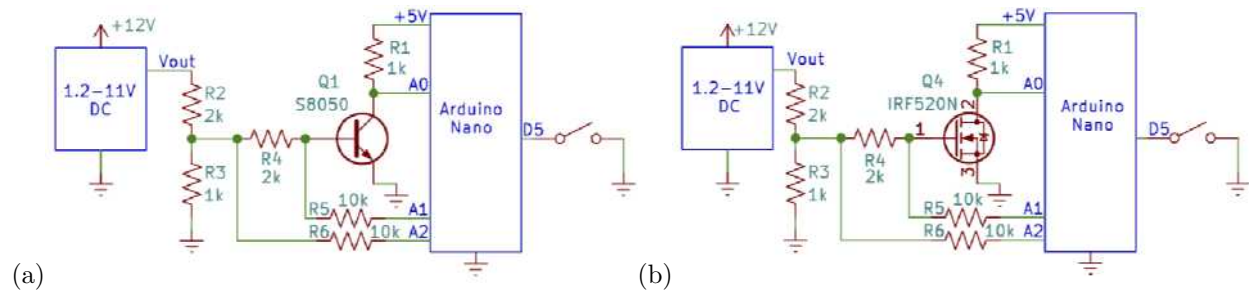 +12V
Vout
1.2-11V
DC
R2
2k
R3
1k
R4
2k
Q1
S8050
+5V
R1
1k
A0
Arduino
Nano
D5
R5
10k
A1
R6
10k
A2
(a)
+12V
Vout
1.2-11V
DC
R2
2k
R3
1k
R4
2k
Q4
IRF520N
1
2
3
+5V
R1
1k
A0
Arduino
Nano
D5
R5
10k
A1
R6
10k
A2
(b)